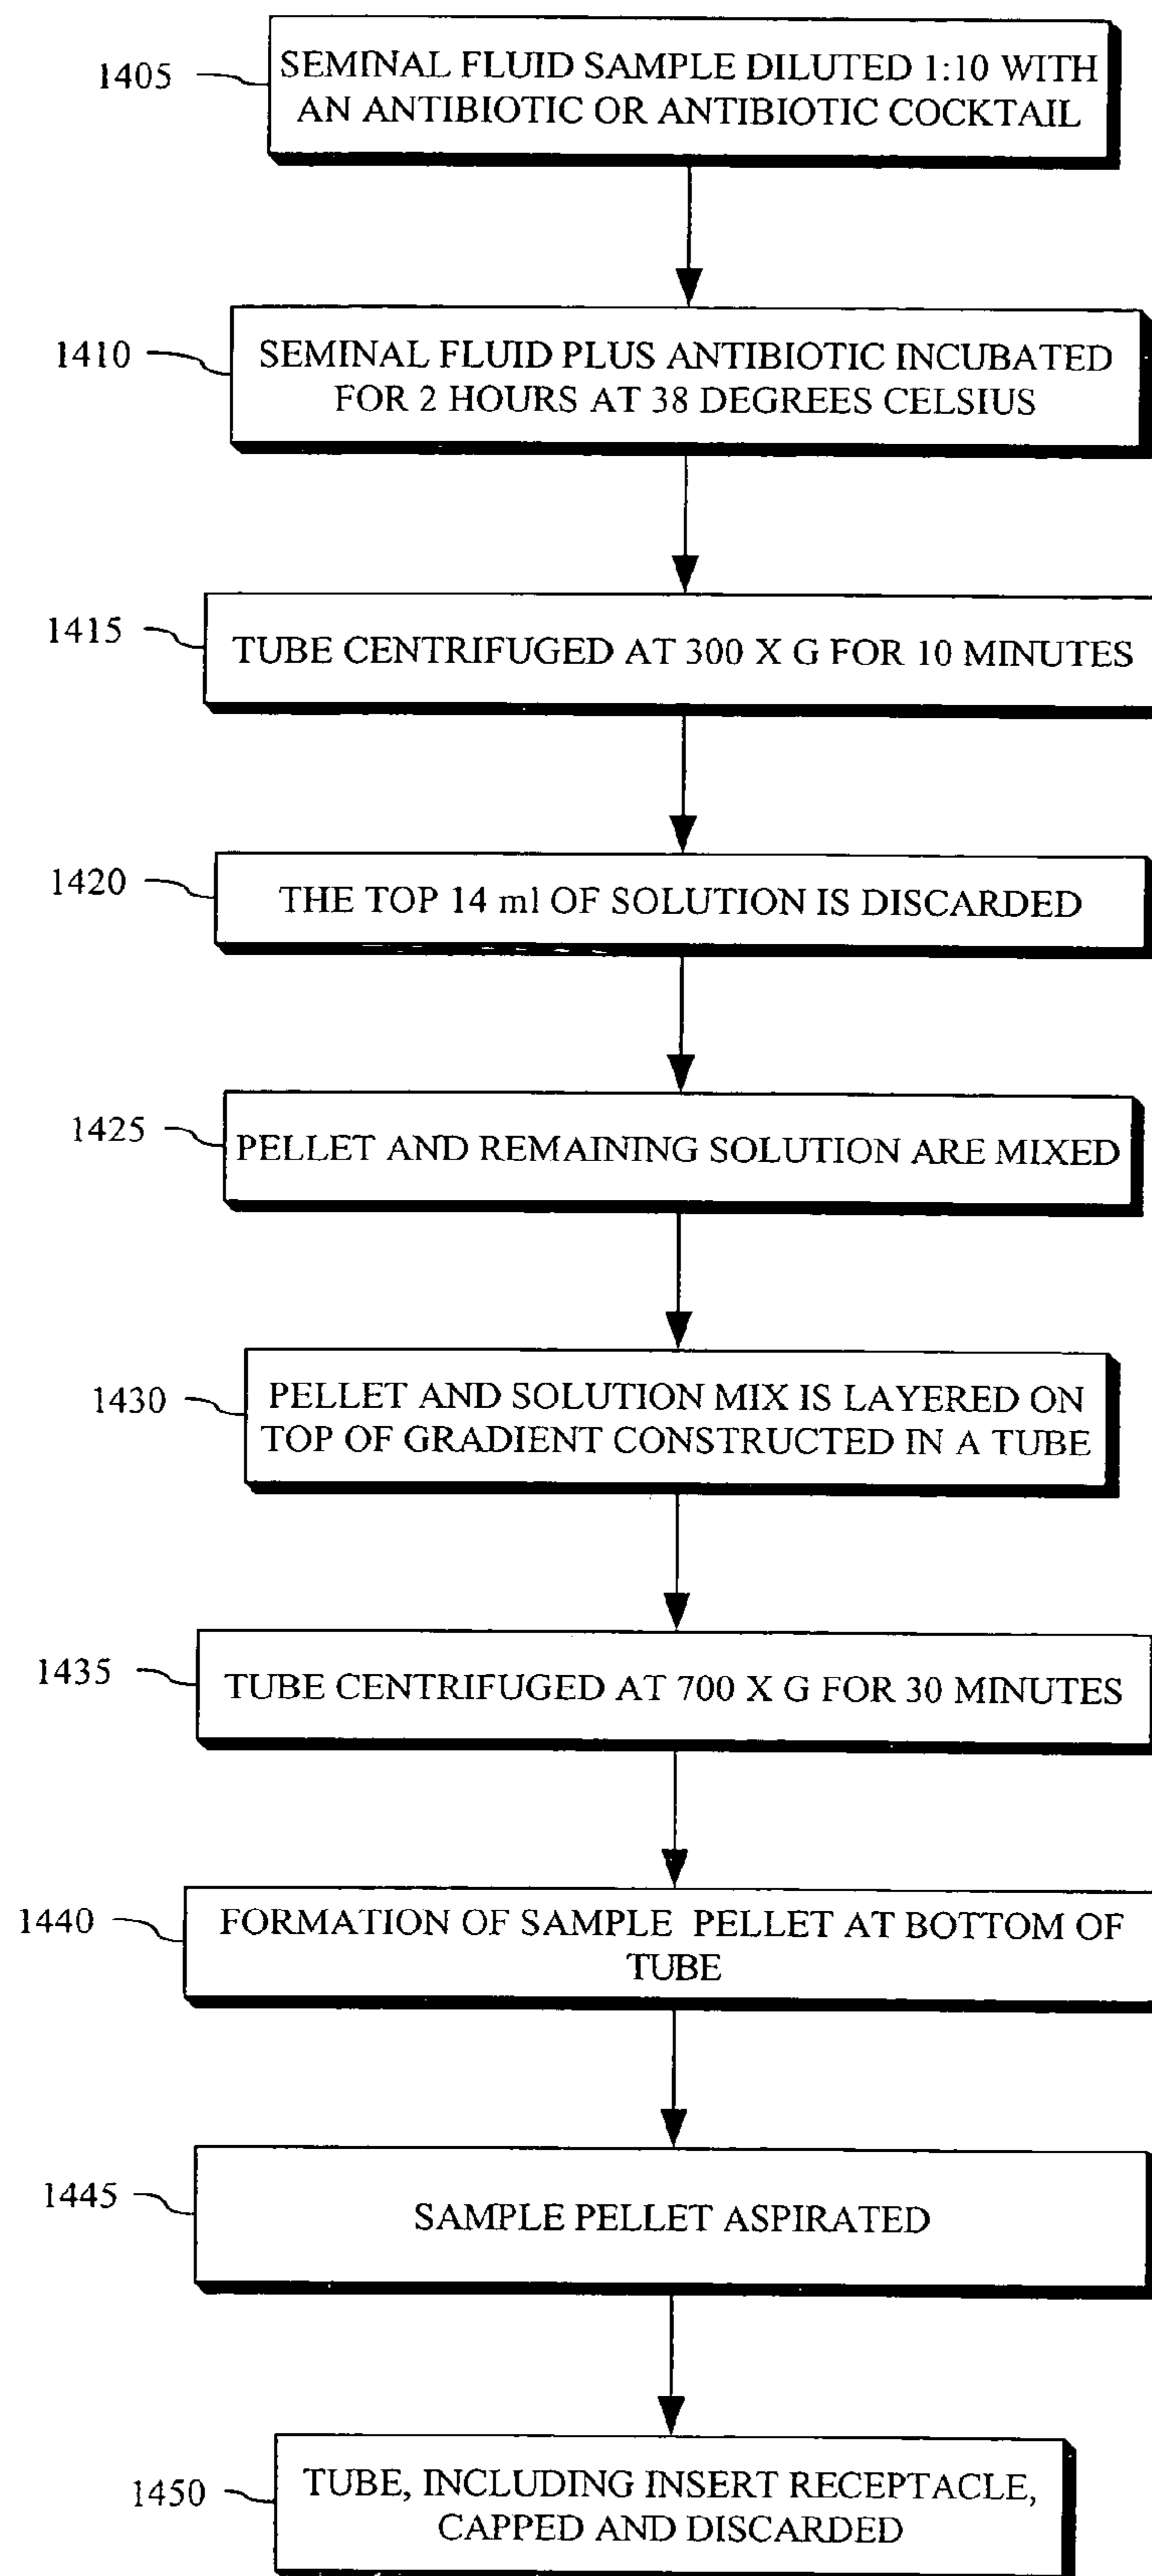 1405
SEMINAL FLUID SAMPLE DILUTED 1:10 WITH
AN ANTIBIOTIC OR ANTIBIOTIC COCKTAIL
1410
SEMINAL FLUID PLUS ANTIBIOTIC INCUBATED
FOR 2 HOURS AT 38 DEGREES CELSIUS
1415
TUBE CENTRIFUGED AT 300 X G FOR 10 MINUTES
1420
THE TOP 14 ml OF SOLUTION IS DISCARDED
1425
PELLET AND REMAINING SOLUTION ARE MIXED
1430
PELLET AND SOLUTION MIX IS LAYERED ON
TOP OF GRADIENT CONSTRUCTED IN A TUBE
1435
TUBE CENTRIFUGED AT 700 X G FOR 30 MINUTES
1440
FORMATION OF SAMPLE PELLET AT BOTTOM OF
TUBE
1445
SAMPLE PELLET ASPIRATED
1450
TUBE, INCLUDING INSERT RECEPTACLE,
CAPPED AND DISCARDED